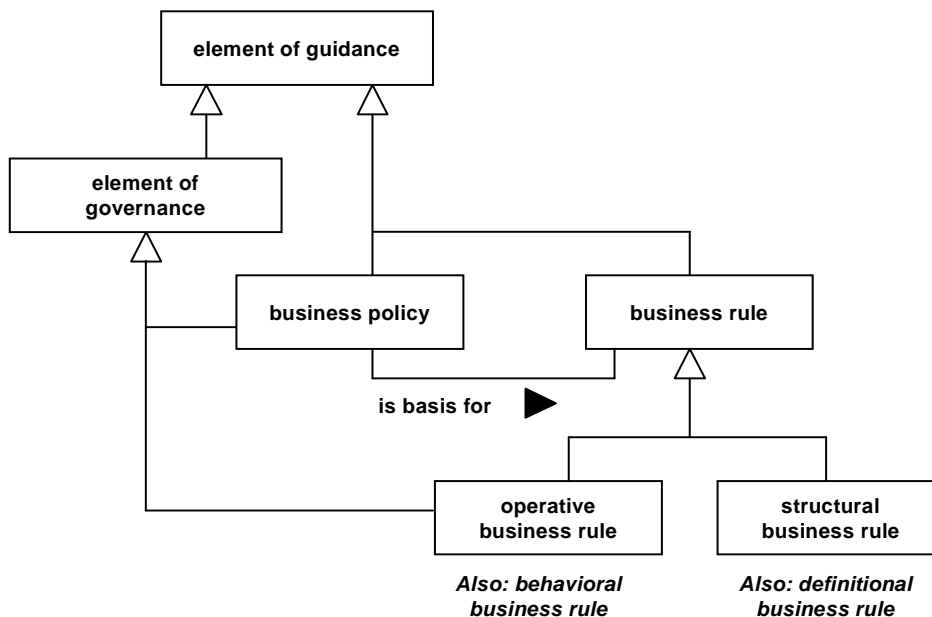 element of guidance
element of
governance
business policy
business rule
is basis for
operative
business rule
structural
business rule
Also: behavioral
business rule
Also: definitional
business rule